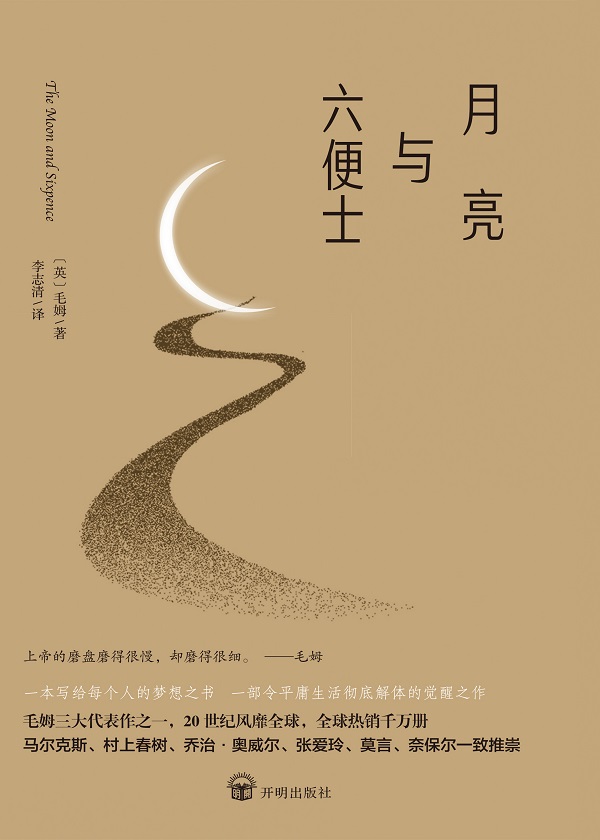 月亮
与
六便士
The Moon and Sixpence
〔英〕毛姆\著
李志清\译
上帝的磨盘磨得很慢，却磨得很细。 ——毛姆
一本写给每个人的梦想之书 一部令平庸生活彻底解体的觉醒之作
毛姆三大代表作之一，20世纪风靡全球，全球热销千万册
马尔克斯、村上春树、乔治·奥威尔、张爱玲、莫言、奈保尔一致推崇
开明出版社